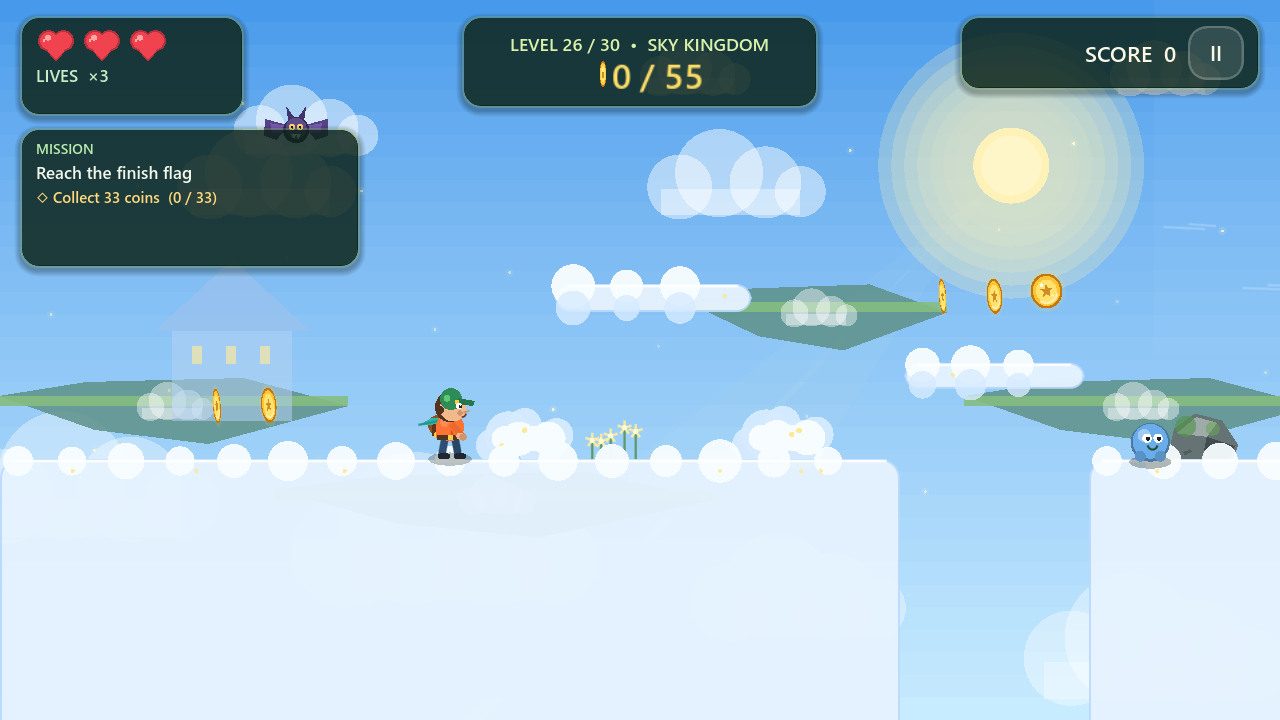 LIVES ×3
MISSION
Reach the finish flag
◇ Collect 33 coins (0 / 33)
LEVEL 26 / 30 • SKY KINGDOM
0 / 55
SCORE 0